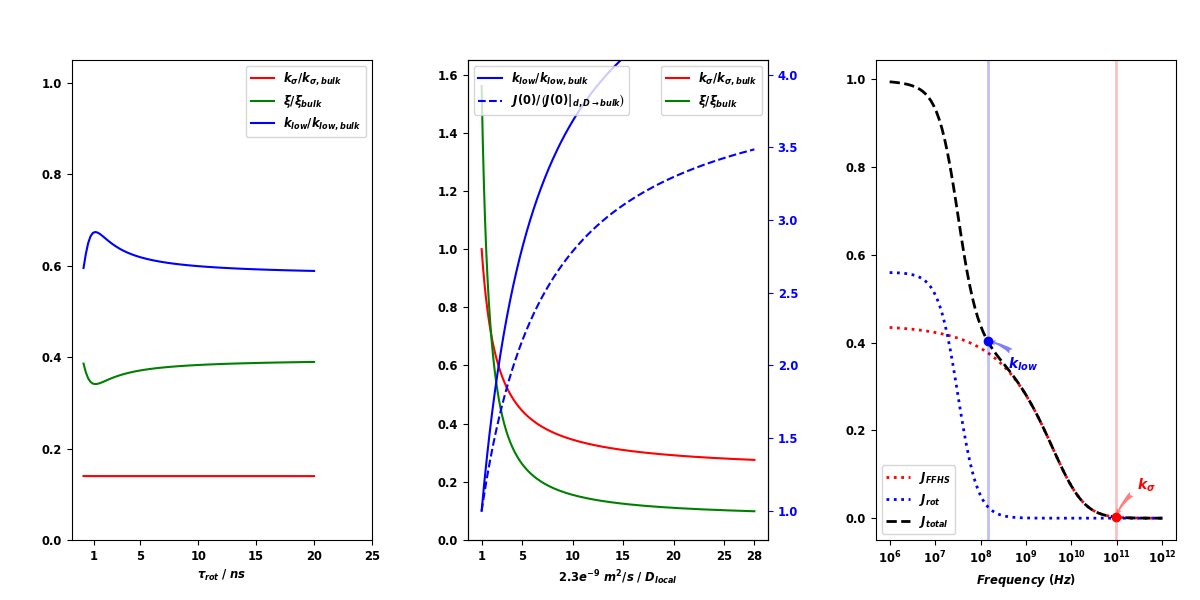 1.0
0.8
0.6
0.4
0.2
0.0
1 5 10 15 20 25
τrot / ns
kσ/kσ, bulk
ξ/ξbulk
klow/klow, bulk
1.6
1.4
1.2
1.0
0.8
0.6
0.4
0.2
0.0
klow/klow, bulk
J(0)/(J(0)|d, D→bulk)
kσ/kσ, bulk
ξ/ξbulk
4.0
3.5
3.0
2.5
2.0
1.5
1.0
1 5 10 15 20 25 28
2.3e⁻⁹ m²/s / Dlocal
1.0
0.8
0.6
0.4
0.2
0.0
klow
kσ
JFFHS
Jrot
Jtotal
10⁶ 10⁷ 10⁸ 10⁹ 10¹⁰ 10¹¹ 10¹²
Frequency (Hz)